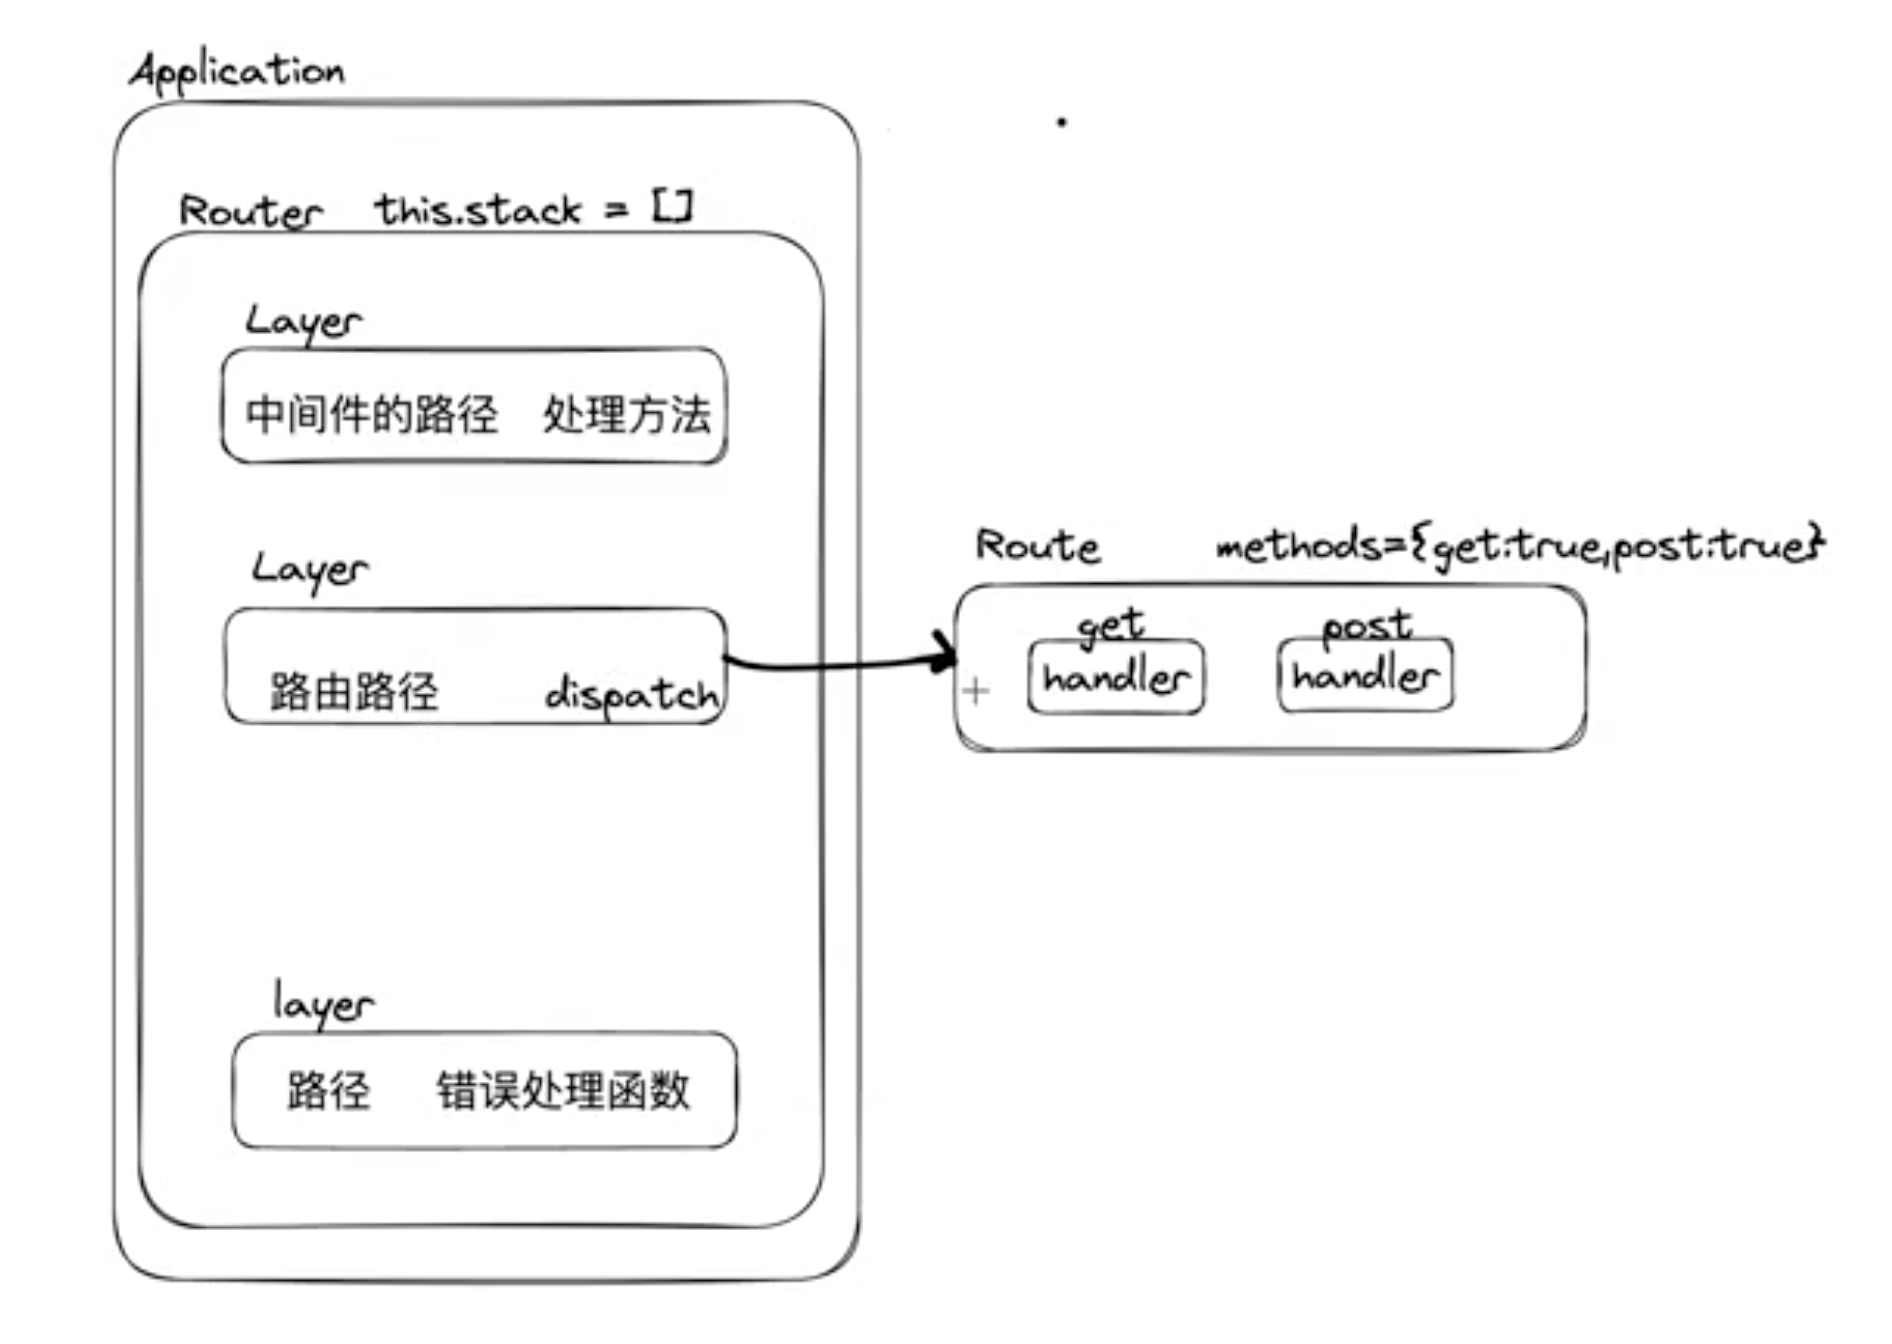 Application
Router this.stack = []
Layer
中间件的路径 处理方法
Layer
路由路径 dispatch
Route methods={get:true,post:true}
get post
handler handler
layer
路径 错误处理函数